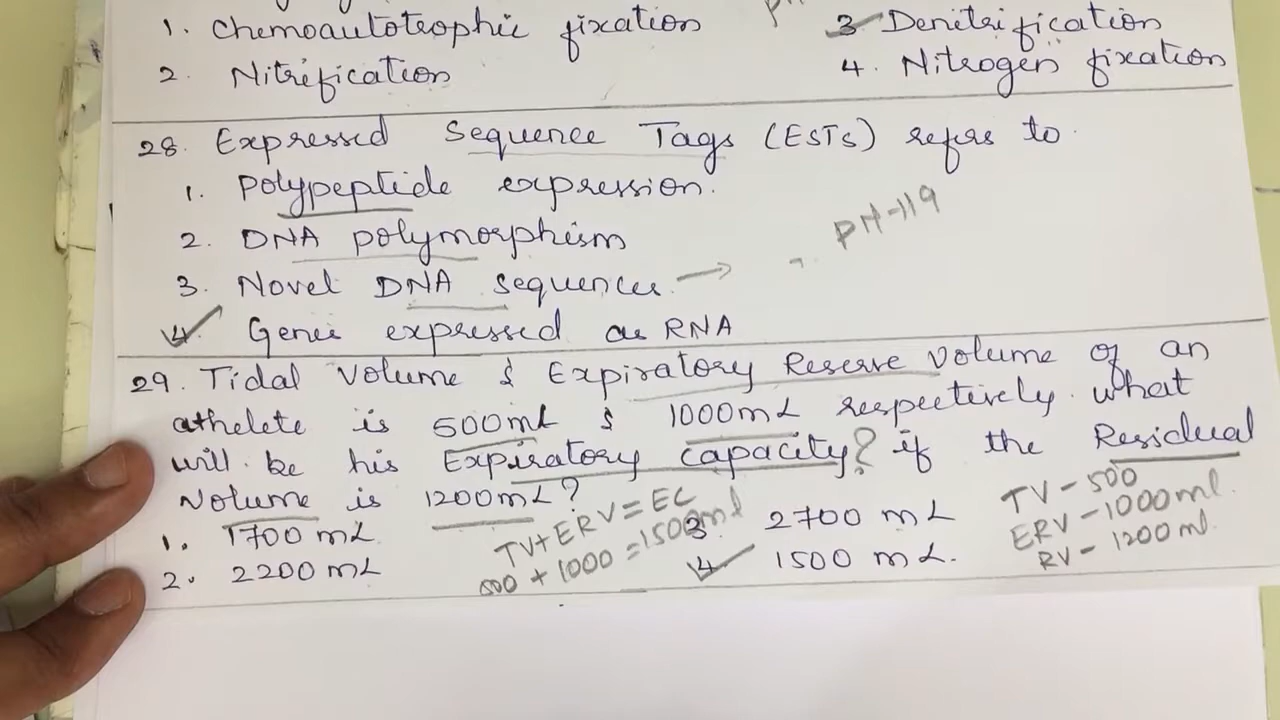 1. Chemoautotrophic fixation
3. Denitrification
2. Nitrification
4. Nitrogen fixation
28. Expressed Sequence Tags (ESTs) refers to
1. polypeptide expression.
2. DNA polymorphism
3. Novel DNA sequences →
PN-119
4. Genes expressed as RNA
29. Tidal Volume & Expiratory Reserve Volume of an
athelete is 500mL & 1000mL respectively. what
will be his Expiratory capacity? if the Residual
Volume is 1200mL?
1. 1700 mL
3. 2700 mL
2. 2200 mL
4. 1500 mL.
TV+ERV=EC
500 + 1000 = 1500ml
TV - 500
ERV - 1000ml.
RV - 1200 ml.